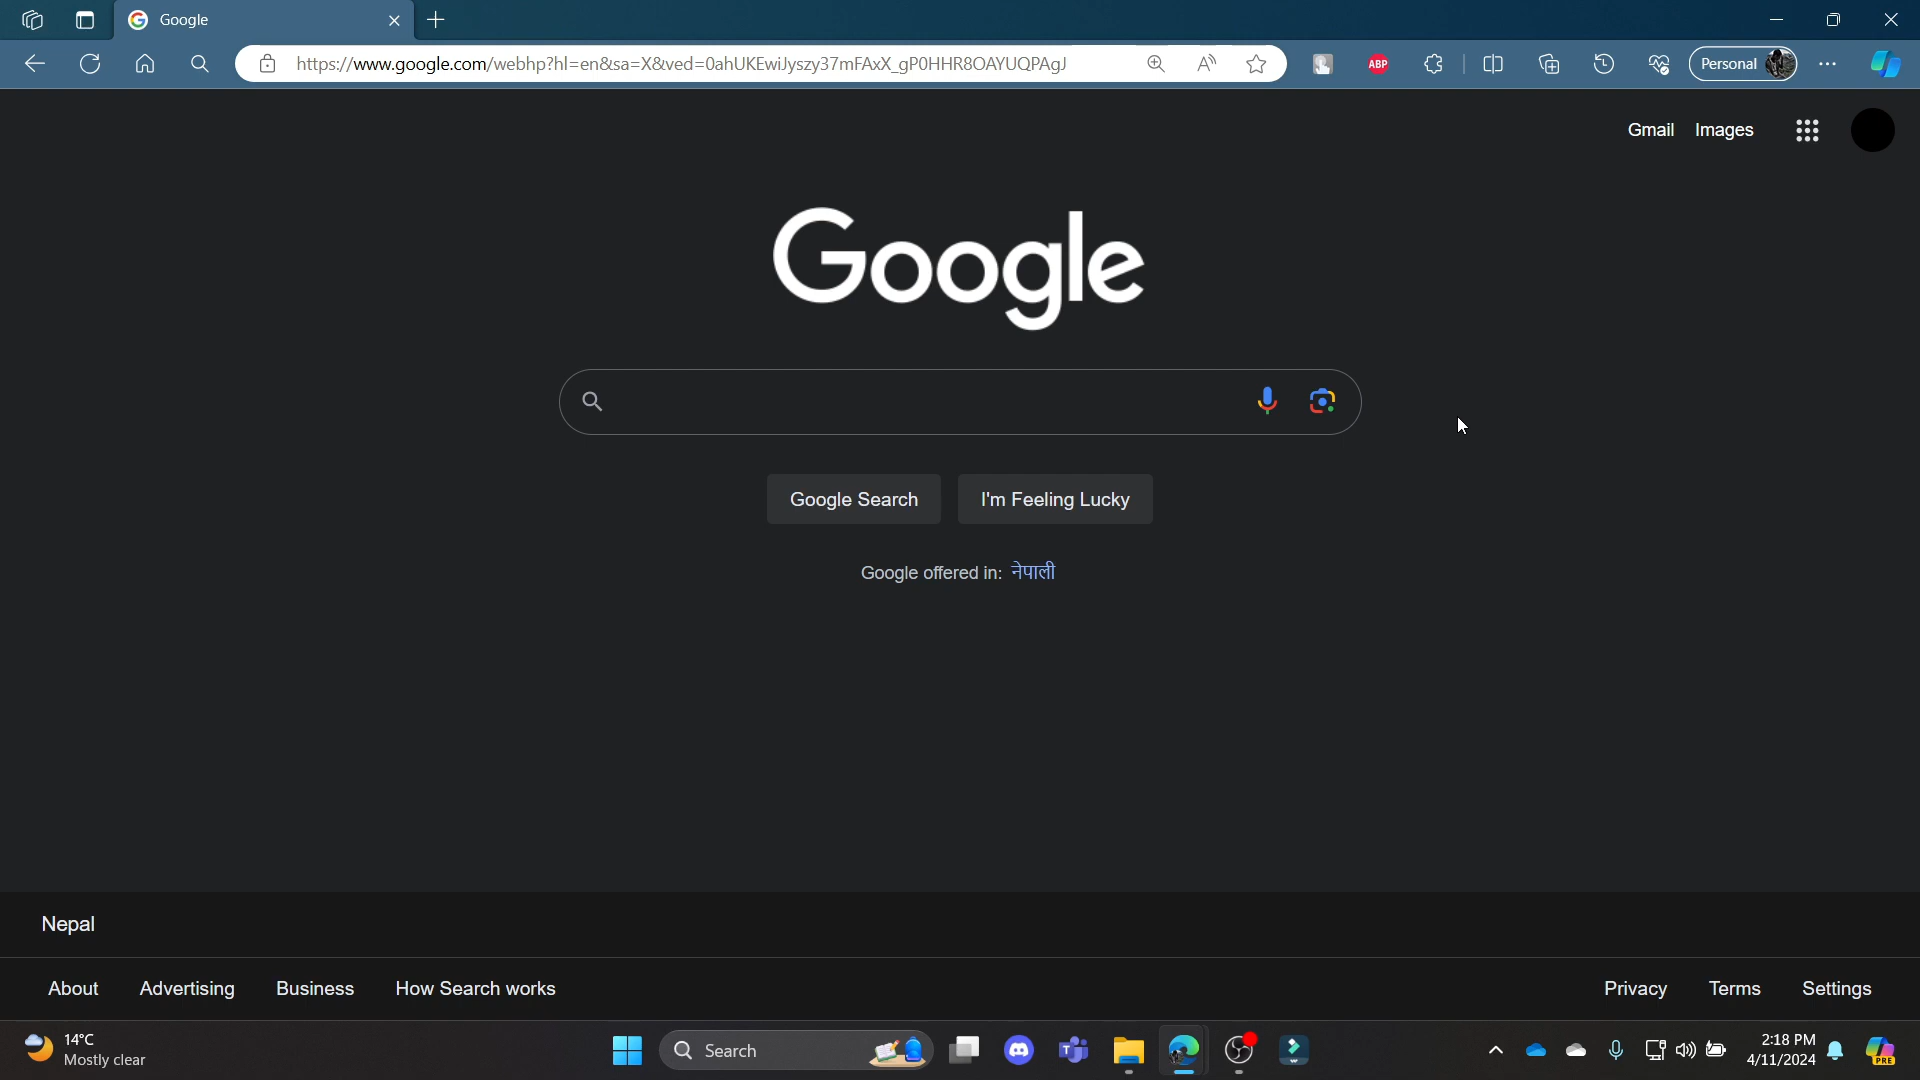 Google
https://www.google.com/webhp?hl=en&sa=X&ved=0ahUKEwiJyszy37mFAxX_gP0HHR8OAYUQPAgJ
A))
ABP
Personal
Gmail Images
Google
Google Search I'm Feeling Lucky
Google offered in: नेपाली
Nepal
About Advertising Business How Search works
Privacy Terms Settings
14°C
Mostly clear
Search
2:18 PM
4/11/2024
PRE